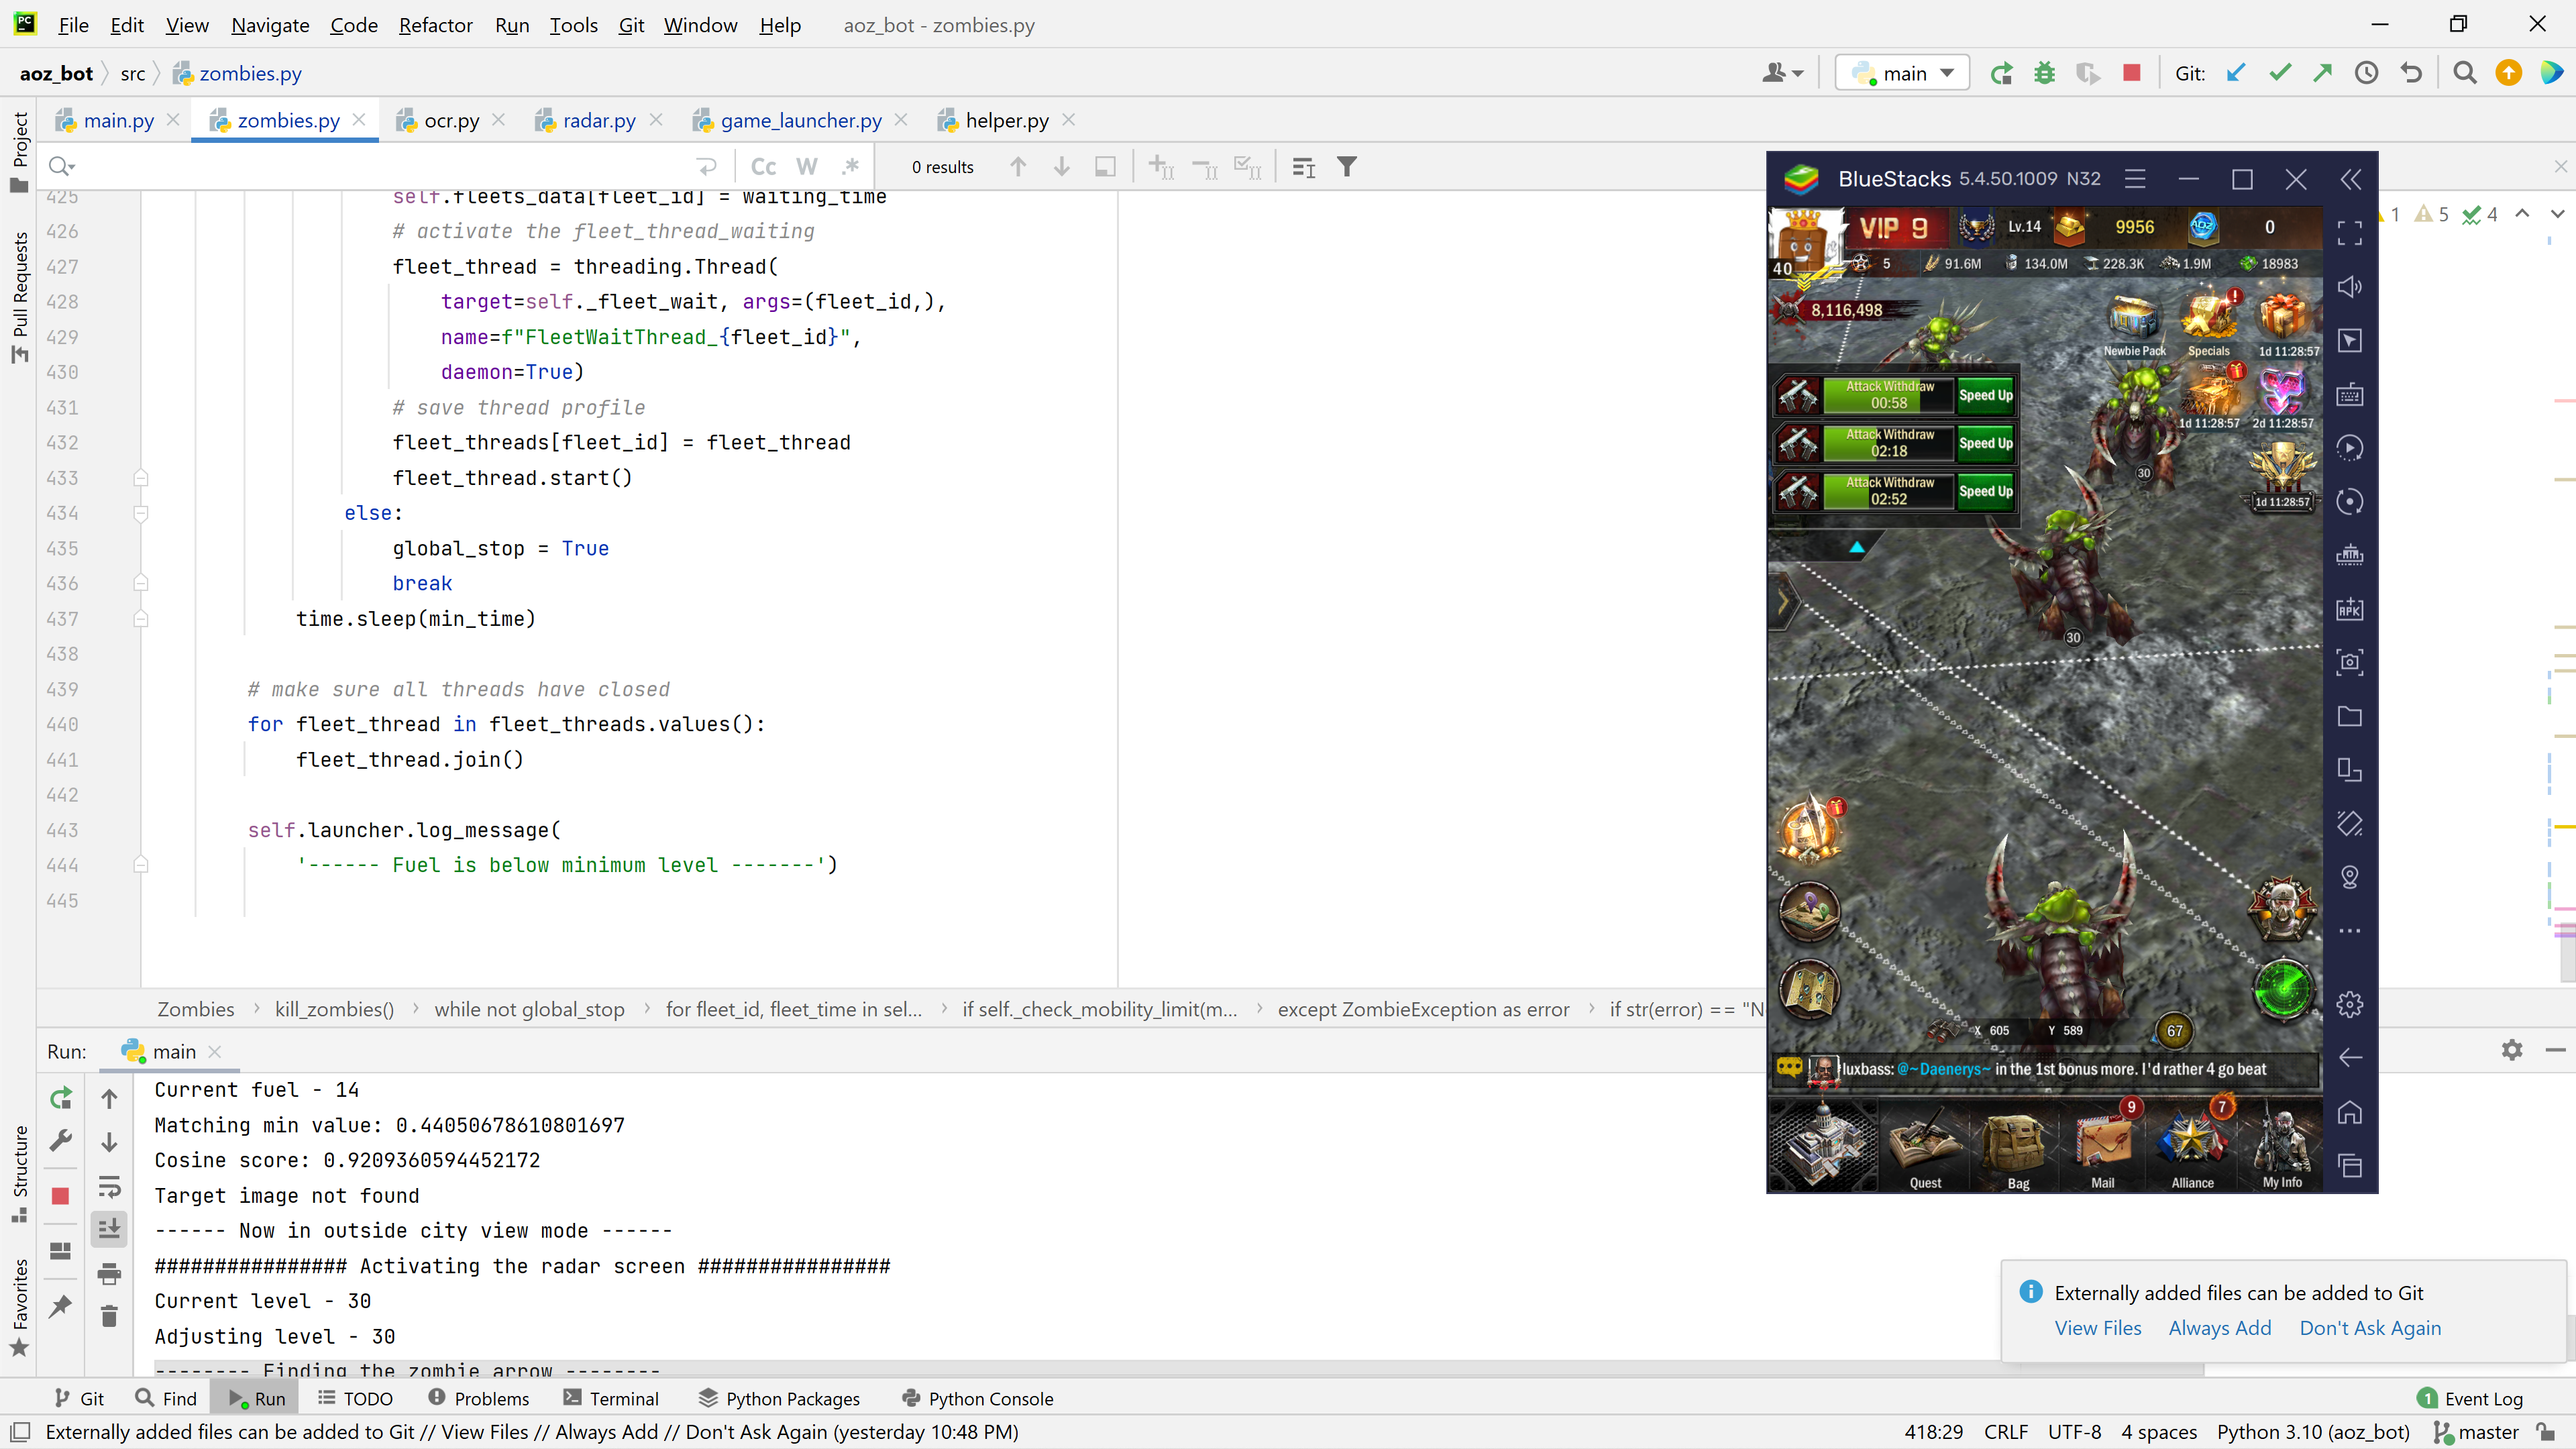 PC File Edit View Navigate Code Refactor Run Tools Git Window Help aoz_bot - zombies.py
aoz_bot src zombies.py main Git:
main.py zombies.py ocr.py radar.py game_launcher.py helper.py
Cc W .* 0 results
Project
Pull Requests
Structure
Favorites
425 self.fleets_data[fleet_id] = waiting_time
426 # activate the fleet_thread_waiting
427 fleet_thread = threading.Thread(
428 target=self._fleet_wait, args=(fleet_id,),
429 name=f"FleetWaitThread_{fleet_id}",
430 daemon=True)
431 # save thread profile
432 fleet_threads[fleet_id] = fleet_thread
433 fleet_thread.start()
434 else:
435 global_stop = True
436 break
437 time.sleep(min_time)
438
439 # make sure all threads have closed
440 for fleet_thread in fleet_threads.values():
441 fleet_thread.join()
442
443 self.launcher.log_message(
444 '------ Fuel is below minimum level -------')
445
1 5 4
Zombies kill_zombies() while not global_stop for fleet_id, fleet_time in sel... if self._check_mobility_limit(m... except ZombieException as error if str(error) == "N
BlueStacks 5.4.50.1009 N32
VIP 9 Lv.14 9956 0
40 5 91.6M 134.0M 228.3K 1.9M 18983
8,116,498
Newbie Pack Specials 1d 11:28:57
Attack Withdraw
00:58
Speed Up
Attack Withdraw
02:18
Speed Up
Attack Withdraw
02:52
Speed Up
1d 11:28:57 2d 11:28:57
1d 11:28:57
30
30
APK
X 605 Y 589 67
luxbass: @~Daenerys~ in the 1st bonus more. I'd rather 4 go beat
9 7
Quest Bag Mail Alliance My Info
Run: main
Current fuel - 14
Matching min value: 0.44050678610801697
Cosine score: 0.9209360594452172
Target image not found
------ Now in outside city view mode ------
################ Activating the radar screen ################
Current level - 30
Adjusting level - 30
-------- Finding the zombie arrow --------
Externally added files can be added to Git
View Files Always Add Don't Ask Again
Git Find Run TODO Problems Terminal Python Packages Python Console 1 Event Log
Externally added files can be added to Git // View Files // Always Add // Don't Ask Again (yesterday 10:48 PM) 418:29 CRLF UTF-8 4 spaces Python 3.10 (aoz_bot) master